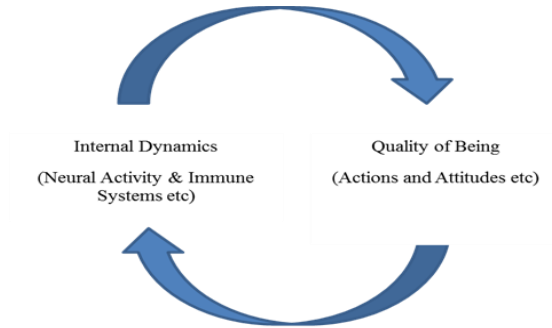 Internal Dynamics
(Neural Activity & Immune
Systems etc)
Quality of Being
(Actions and Attitudes etc)